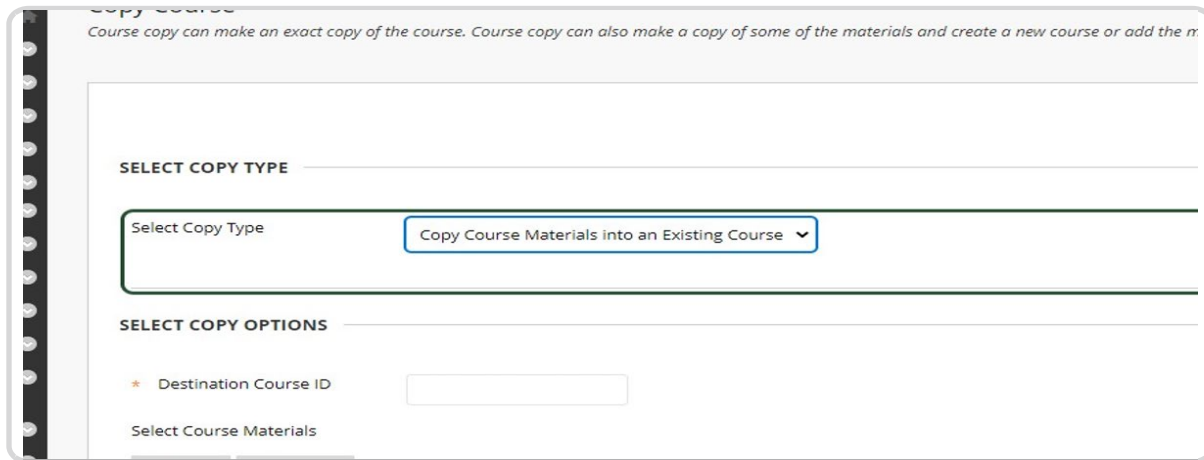 Copy Course
Course copy can make an exact copy of the course. Course copy can also make a copy of some of the materials and create a new course or add the m
SELECT COPY TYPE
Select Copy Type
Copy Course Materials into an Existing Course
SELECT COPY OPTIONS
* Destination Course ID
Select Course Materials